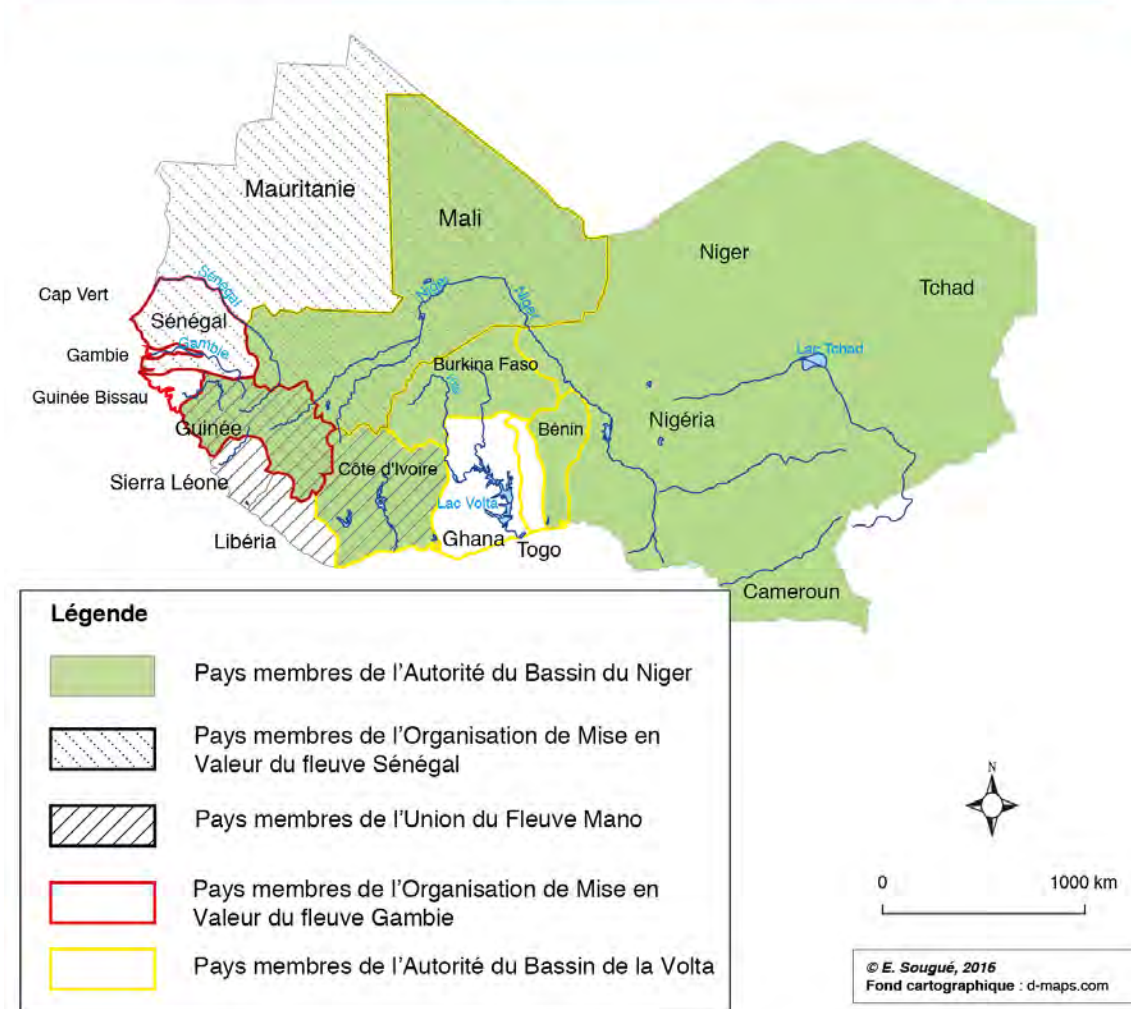 Mauritanie
Mali
Niger
Tchad
Cap Vert
Sénégal
Sénégal
Niger
Niger
Gambie
Gambie
Lac Tchad
Burkina Faso
Guinée Bissau
Guinée
Nigéria
Bénin
Côte d'Ivoire
Sierra Léone
Lac Volta
Libéria
Ghana
Togo
Cameroun
Légende
Pays membres de l'Autorité du Bassin du Niger
Pays membres de l'Organisation de Mise en
Valeur du fleuve Sénégal
Pays membres de l'Union du Fleuve Mano
Pays membres de l'Organisation de Mise en
Valeur du fleuve Gambie
Pays membres de l'Autorité du Bassin de la Volta
N
0 1000 km
© E. Sougué, 2016
Fond cartographique : d-maps.com